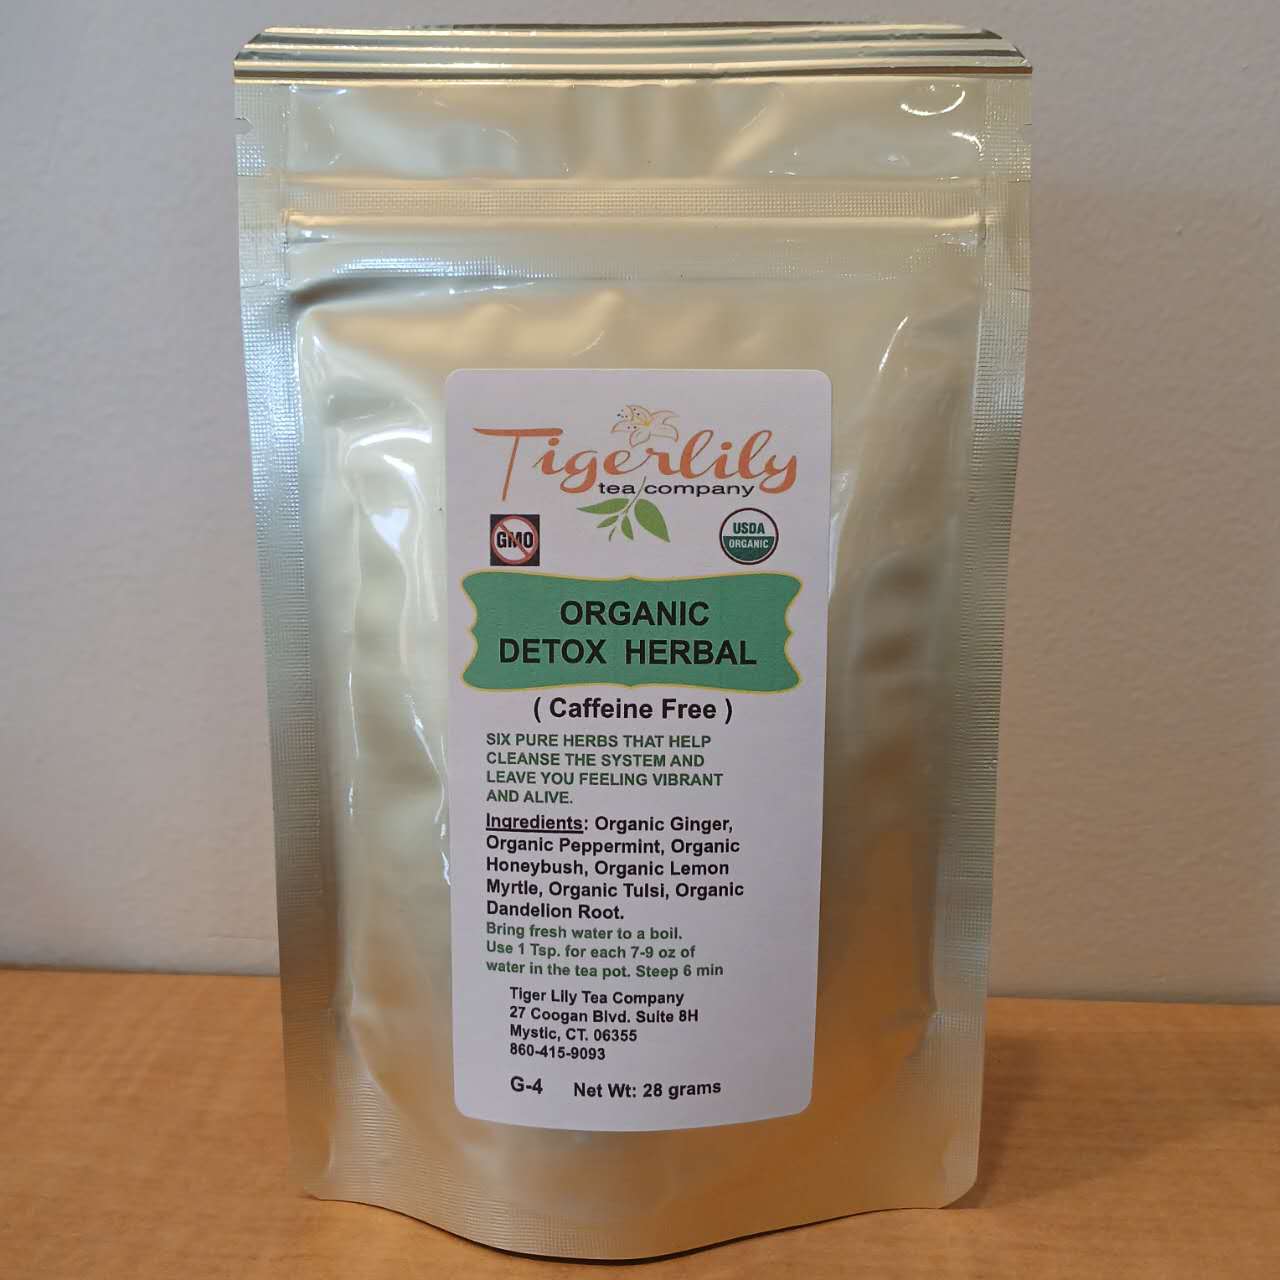 Tigerlily
tea company
GMO
USDA
ORGANIC
ORGANIC
DETOX HERBAL
( Caffeine Free )
SIX PURE HERBS THAT HELP
CLEANSE THE SYSTEM AND
LEAVE YOU FEELING VIBRANT
AND ALIVE.
Ingredients: Organic Ginger,
Organic Peppermint, Organic
Honeybush, Organic Lemon
Myrtle, Organic Tulsi, Organic
Dandelion Root.
Bring fresh water to a boil.
Use 1 Tsp. for each 7-9 oz of
water in the tea pot. Steep 6 min
Tiger Lily Tea Company
27 Coogan Blvd. Suite 8H
Mystic, CT. 06355
860-415-9093
G-4 Net Wt: 28 grams